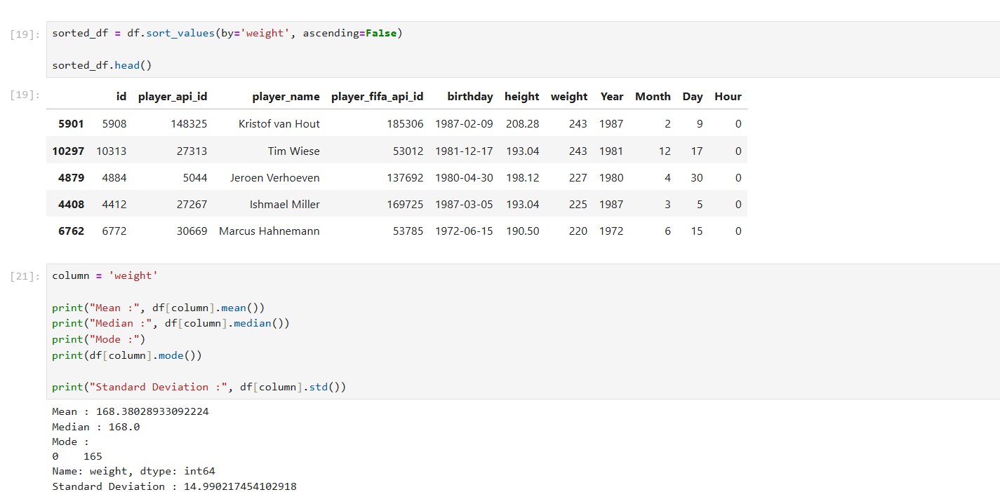 [19]: sorted_df = df.sort_values(by='weight', ascending=False)
sorted_df.head()
[19]: id player_api_id player_name player_fifa_api_id birthday height weight Year Month Day Hour
5901 5908 148325 Kristof van Hout 185306 1987-02-09 208.28 243 1987 2 9 0
10297 10313 27313 Tim Wiese 53012 1981-12-17 193.04 243 1981 12 17 0
4879 4884 5044 Jeroen Verhoeven 137692 1980-04-30 198.12 227 1980 4 30 0
4408 4412 27267 Ishmael Miller 169725 1987-03-05 193.04 225 1987 3 5 0
6762 6772 30669 Marcus Hahnemann 53785 1972-06-15 190.50 220 1972 6 15 0
[21]: column = 'weight'
print("Mean :", df[column].mean())
print("Median :", df[column].median())
print("Mode :")
print(df[column].mode())
print("Standard Deviation :", df[column].std())
Mean : 168.38028933092224
Median : 168.0
Mode :
0    165
Name: weight, dtype: int64
Standard Deviation : 14.990217454102918